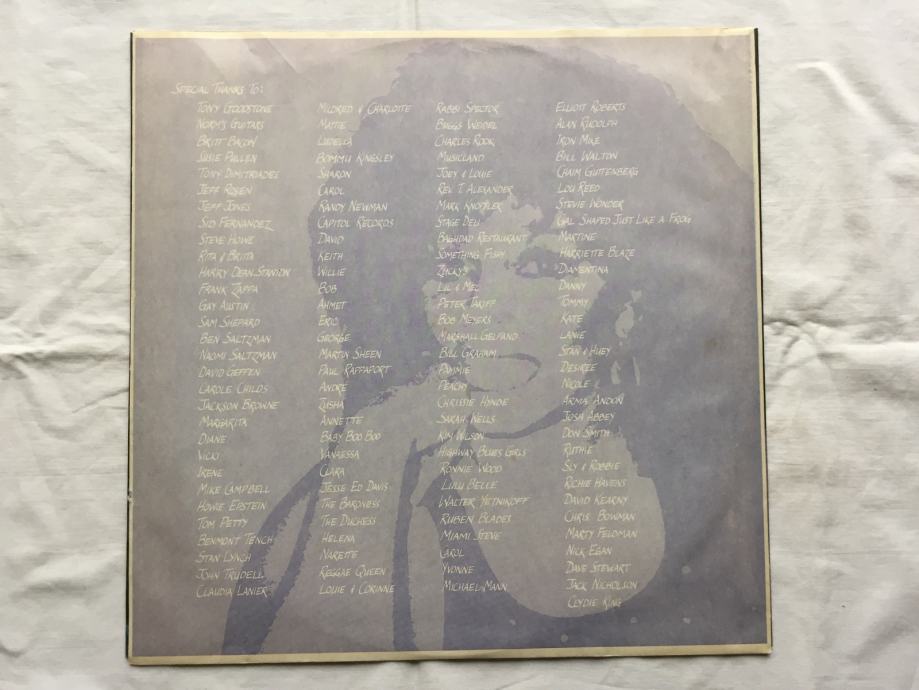 Special Thanks To:
Tony Goodstone
Norm's Guitars
Britt Bacon
Susie Pullen
Tony Dimitriades
Jeff Rosen
Jeff Jones
Sid Fernandez
Steve Howe
Rita & Britta
Harry Dean Stanton
Frank Zappa
Gay Austin
Sam Shepard
Ben Saltzman
Naomi Saltzman
David Geffen
Carole Childs
Jackson Browne
Margarita
Diane
Vicki
Irene
Mike Campbell
Howie Epstein
Tom Petty
Benmont Tench
Stan Lynch
John Trudell
Claudia Lanier
Mildred & Charlotte
Mattie
Ludella
Bommu Kingsley
Sharon
Carol
Randy Newman
Capitol Records
David
Keith
Willie
Bob
Ahmet
Eric
George
Martin Sheen
Paul Rappaport
Andre
Zusha
Annette
Baby Boo Boo
Vanaessa
Clara
Jesse Ed Davis
The Baroness
The Duchess
Helena
Narette
Reggae Queen
Louie & Corinne
Rabbi Spector
Briggs Weidel
Charles Rook
Musicland
Joey & Louie
Rev. T Alexander
Mark Knopfler
Stage Deli
Baghdad Restaurant
Something Fishy
Zucky's
Lil & Mel
Peter Tariff
Bob Meyers
Marshall Gelfand
Bill Graham
Pammie
Peachy
Chrissie Hynde
Sarah Wells
Kim Wilson
Highway Blues Girls
Ronnie Wood
Lulu Belle
Walter Yetnikoff
Ruben Blades
Miami Steve
Carol
Yvonne
Michael Mann
Elliott Roberts
Alan Rudolph
Iron Mike
Bill Walton
Chaim Guttenberg
Lou Reed
Stevie Wonder
Gal Shaped Just Like a Frog
Martine
Harriette Blaze
Diamentina
Danny
Tommy
Kate
Lanie
Stan & Huey
Desiree
Nicole
Arma Andon
Josh Abbey
Don Smith
Ruthie
Sly & Robbie
Richie Havens
David Kearny
Chris Bowman
Marty Feldman
Nick Egan
Dave Stewart
Jack Nicholson
Clydie King